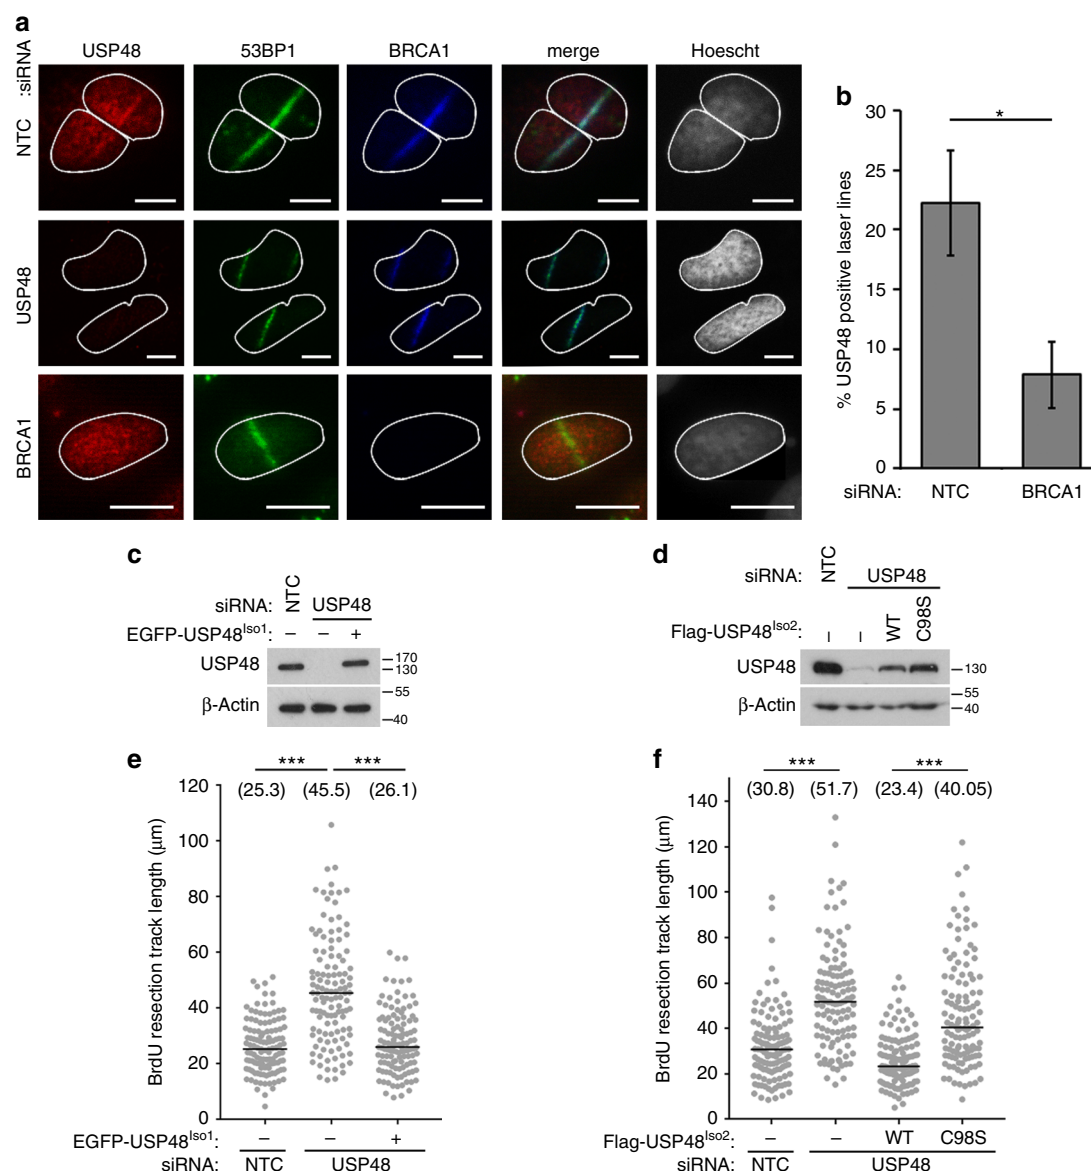 a
:siRNA
USP48 53BP1 BRCA1 merge Hoescht
NTC
USP48
BRCA1
b
% USP48 positive laser lines
30
25
20
15
10
5
0
*
siRNA: NTC BRCA1
c
siRNA: NTC USP48
EGFP-USP48Iso1: – – +
USP48
170
130
β-Actin
55
40
d
siRNA: NTC USP48
Flag-USP48Iso2: – – WT C98S
USP48
130
β-Actin
55
40
e
*** ***
(25.3) (45.5) (26.1)
BrdU resection track length (μm)
120
100
80
60
40
20
0
EGFP-USP48Iso1: – – +
siRNA: NTC USP48
f
*** ***
(30.8) (51.7) (23.4) (40.05)
BrdU resection track length (μm)
140
120
100
80
60
40
20
0
Flag-USP48Iso2: – – WT C98S
siRNA: NTC USP48